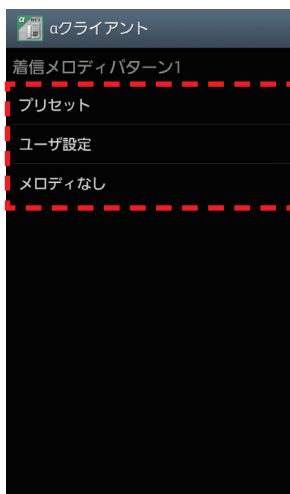 αクライアント
着信メロディパターン1
プリセット
ユーザ設定
メロディなし